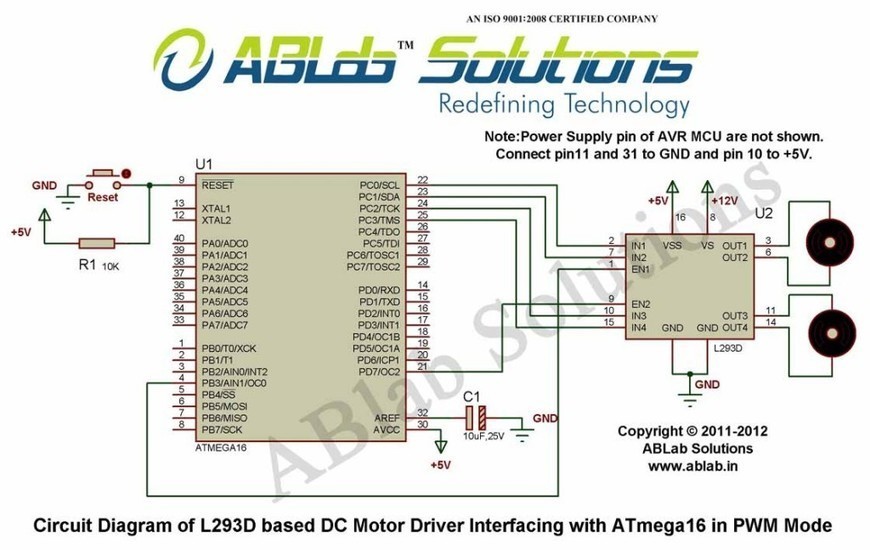 AN ISO 9001:2008 CERTIFIED COMPANY
ABLab Solutions™
Redefining Technology
Note:Power Supply pin of AVR MCU are not shown.
Connect pin11 and 31 to GND and pin 10 to +5V.
U1
GND
Reset
+5V
R1 10K
9 RESET
13 XTAL1
12 XTAL2
40 PA0/ADC0
39 PA1/ADC1
38 PA2/ADC2
37 PA3/ADC3
36 PA4/ADC4
35 PA5/ADC5
34 PA6/ADC6
33 PA7/ADC7
1 PB0/T0/XCK
2 PB1/T1
3 PB2/AIN0/INT2
4 PB3/AIN1/OC0
5 PB4/SS
6 PB5/MOSI
7 PB6/MISO
8 PB7/SCK
PC0/SCL 22
PC1/SDA 23
PC2/TCK 24
PC3/TMS 25
PC4/TDO 26
PC5/TDI 27
PC6/TOSC1 28
PC7/TOSC2 29
PD0/RXD 14
PD1/TXD 15
PD2/INT0 16
PD3/INT1 17
PD4/OC1B 18
PD5/OC1A 19
PD6/ICP1 20
PD7/OC2 21
AREF 32
AVCC 30
ATMEGA16
C1
10uF,25V
GND
+5V
+5V
+12V
U2
16
8
VSS
VS
2 IN1
7 IN2
1 EN1
9 EN2
10 IN3
15 IN4
OUT1 3
OUT2 6
OUT3 11
OUT4 14
GND GND
L293D
GND
ABlab Solutions
Copyright © 2011-2012
ABLab Solutions
www.ablab.in
Circuit Diagram of L293D based DC Motor Driver Interfacing with ATmega16 in PWM Mode